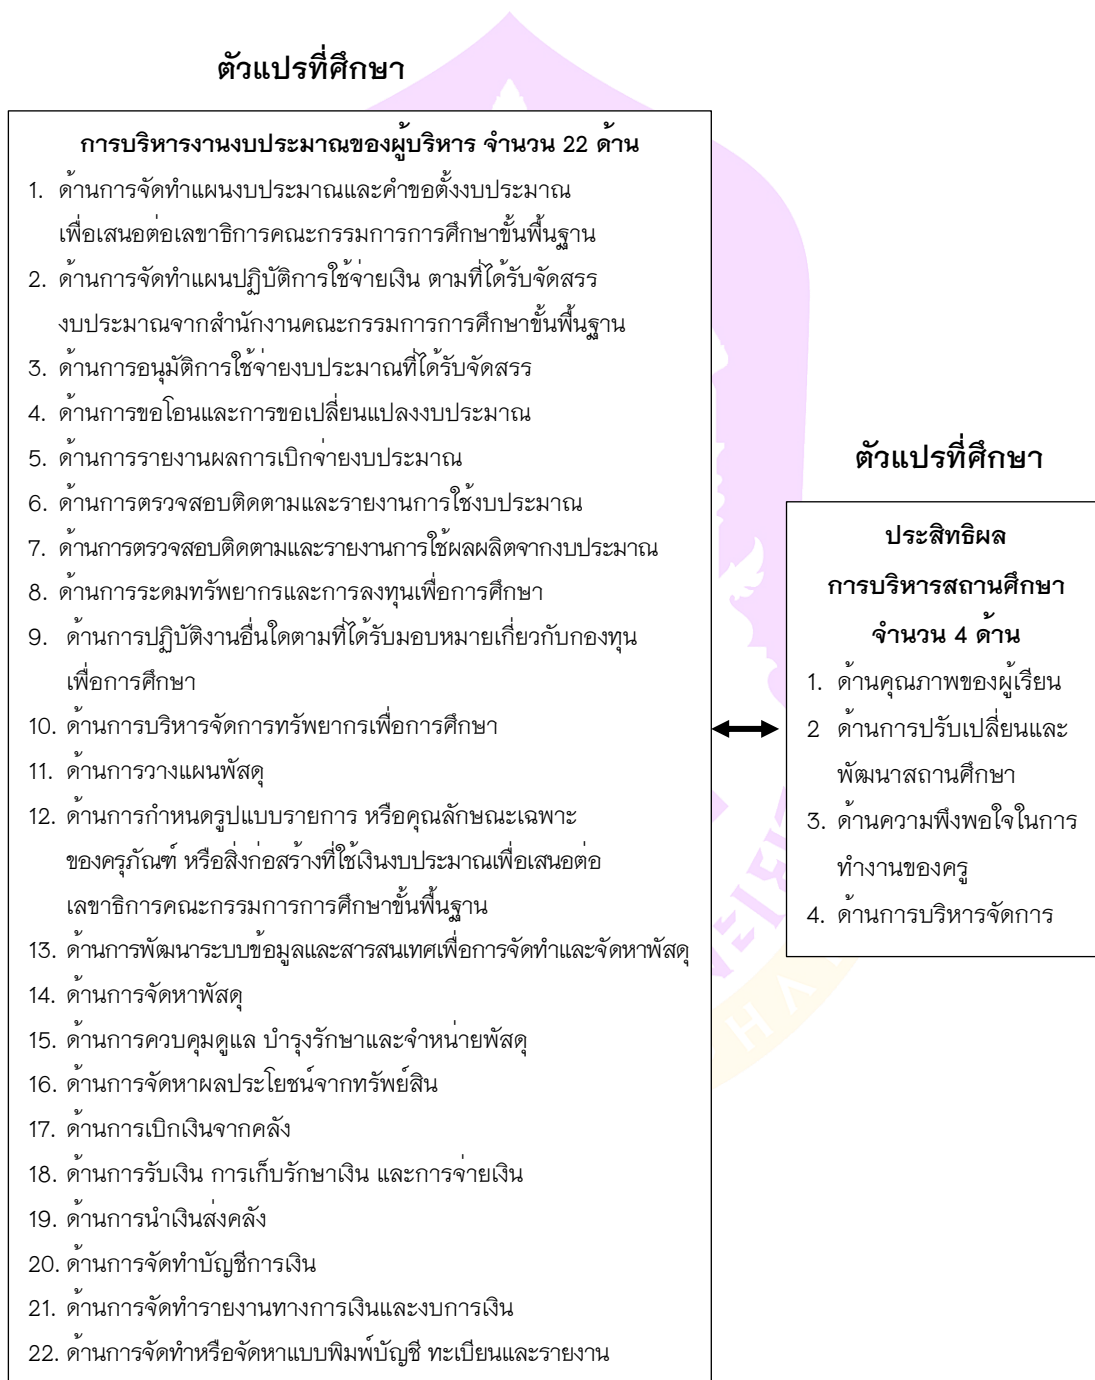 ตัวแปรที่ศึกษา
การบริหารงานงบประมาณของผู้บริหาร จำนวน 22 ด้าน
1. ด้านการจัดทำแผนงบประมาณและคำขอตั้งงบประมาณ
เพื่อเสนอต่อเลขาธิการคณะกรรมการการศึกษาขั้นพื้นฐาน
2. ด้านการจัดทำแผนปฏิบัติการใช้จ่ายเงิน ตามที่ได้รับจัดสรร
งบประมาณจากสำนักงานคณะกรรมการการศึกษาขั้นพื้นฐาน
3. ด้านการอนุมัติการใช้จ่ายงบประมาณที่ได้รับจัดสรร
4. ด้านการขอโอนและการขอเปลี่ยนแปลงงบประมาณ
5. ด้านการรายงานผลการเบิกจ่ายงบประมาณ
6. ด้านการตรวจสอบติดตามและรายงานการใช้งบประมาณ
7. ด้านการตรวจสอบติดตามและรายงานการใช้ผลผลิตจากงบประมาณ
8. ด้านการระดมทรัพยากรและการลงทุนเพื่อการศึกษา
9. ด้านการปฏิบัติงานอื่นใดตามที่ได้รับมอบหมายเกี่ยวกับกองทุน
เพื่อการศึกษา
10. ด้านการบริหารจัดการทรัพยากรเพื่อการศึกษา
11. ด้านการวางแผนพัสดุ
12. ด้านการกำหนดรูปแบบรายการ หรือคุณลักษณะเฉพาะ
ของครุภัณฑ์ หรือสิ่งก่อสร้างที่ใช้เงินงบประมาณเพื่อเสนอต่อ
เลขาธิการคณะกรรมการการศึกษาขั้นพื้นฐาน
13. ด้านการพัฒนาระบบข้อมูลและสารสนเทศเพื่อการจัดทำและจัดหาพัสดุ
14. ด้านการจัดหาพัสดุ
15. ด้านการควบคุมดูแล บำรุงรักษาและจำหน่ายพัสดุ
16. ด้านการจัดหาผลประโยชน์จากทรัพย์สิน
17. ด้านการเบิกเงินจากคลัง
18. ด้านการรับเงิน การเก็บรักษาเงิน และการจ่ายเงิน
19. ด้านการนำเงินส่งคลัง
20. ด้านการจัดทำบัญชีการเงิน
21. ด้านการจัดทำรายงานทางการเงินและงบการเงิน
22. ด้านการจัดทำหรือจัดหาแบบพิมพ์บัญชี ทะเบียนและรายงาน
ตัวแปรที่ศึกษา
ประสิทธิผล
การบริหารสถานศึกษา
จำนวน 4 ด้าน
1. ด้านคุณภาพของผู้เรียน
2 ด้านการปรับเปลี่ยนและ
พัฒนาสถานศึกษา
3. ด้านความพึงพอใจในการ
ทำงานของครู
4. ด้านการบริหารจัดการ